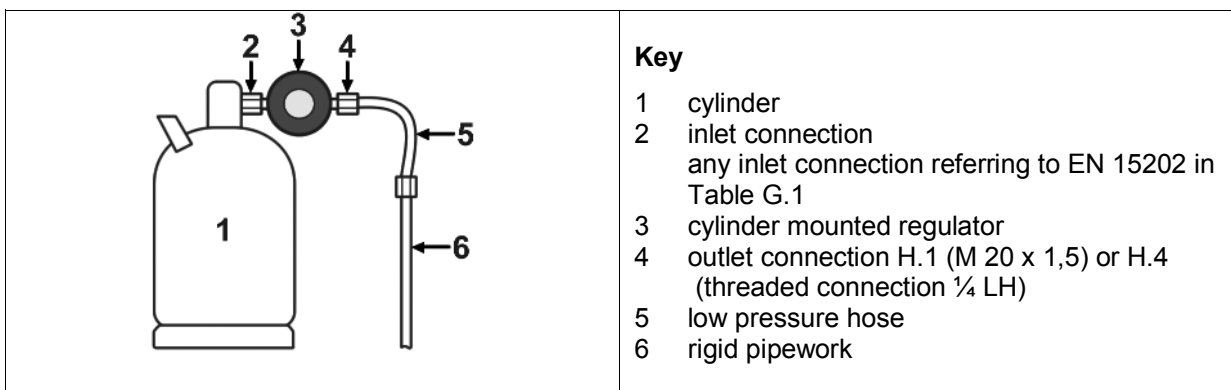 3
2
4
5
1
6
Key
1 cylinder
2 inlet connection
any inlet connection referring to EN 15202 in
Table G.1
3 cylinder mounted regulator
4 outlet connection H.1 (M 20 x 1,5) or H.4
(threaded connection ¼ LH)
5 low pressure hose
6 rigid pipework